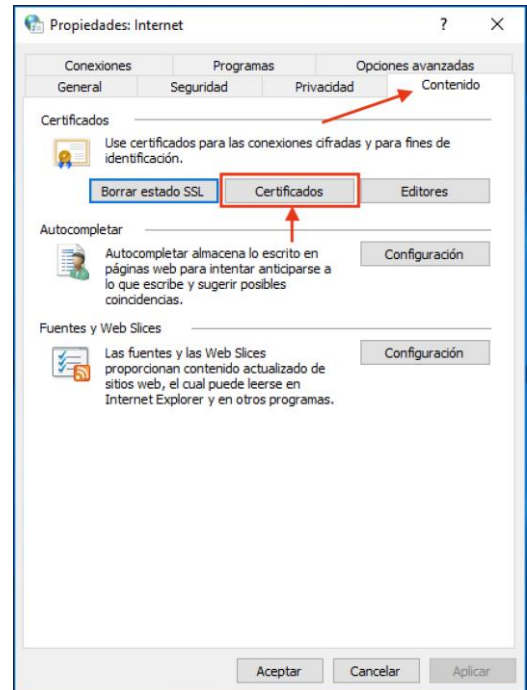 Propiedades: Internet
Conexiones Programas Opciones avanzadas
General Seguridad Privacidad Contenido
Certificados
Use certificados para las conexiones cifradas y para fines de
identificación.
Borrar estado SSL Certificados Editores
Autocompletar
Autocompletar almacena lo escrito en
páginas web para intentar anticiparse a
lo que escribe y sugerir posibles
coincidencias.
Configuración
Fuentes y Web Slices
Las fuentes y las Web Slices
proporcionan contenido actualizado de
sitios web, el cual puede leerse en
Internet Explorer y en otros programas.
Configuración
Aceptar Cancelar Aplicar